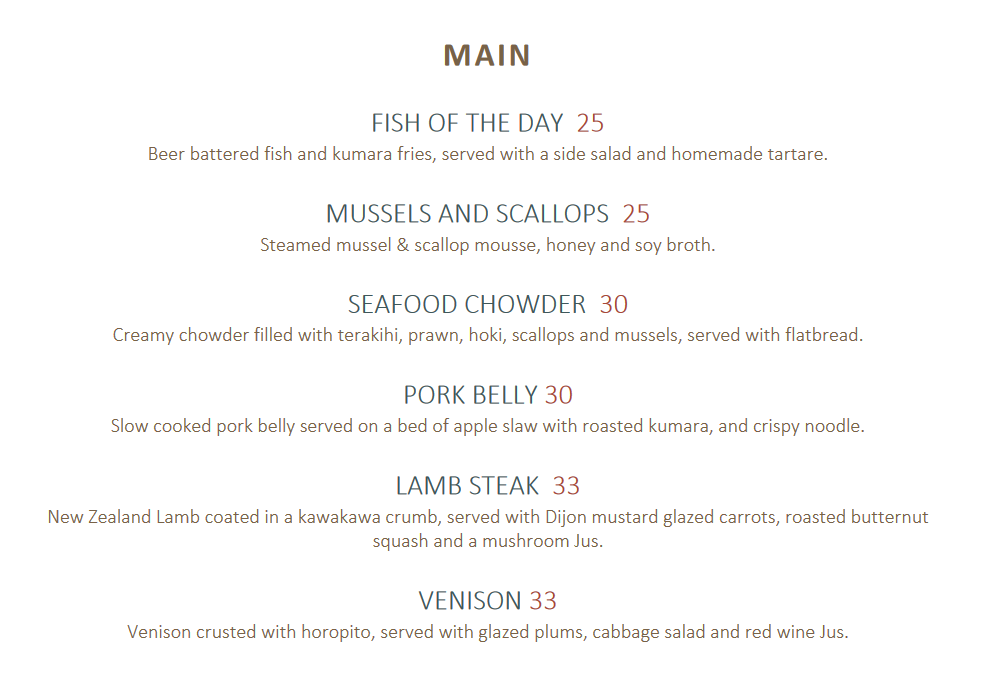 MAIN
FISH OF THE DAY 25
Beer battered fish and kumara fries, served with a side salad and homemade tartare.
MUSSELS AND SCALLOPS 25
Steamed mussel & scallop mousse, honey and soy broth.
SEAFOOD CHOWDER 30
Creamy chowder filled with terakihi, prawn, hoki, scallops and mussels, served with flatbread.
PORK BELLY 30
Slow cooked pork belly served on a bed of apple slaw with roasted kumara, and crispy noodle.
LAMB STEAK 33
New Zealand Lamb coated in a kawakawa crumb, served with Dijon mustard glazed carrots, roasted butternut
squash and a mushroom Jus.
VENISON 33
Venison crusted with horopito, served with glazed plums, cabbage salad and red wine Jus.